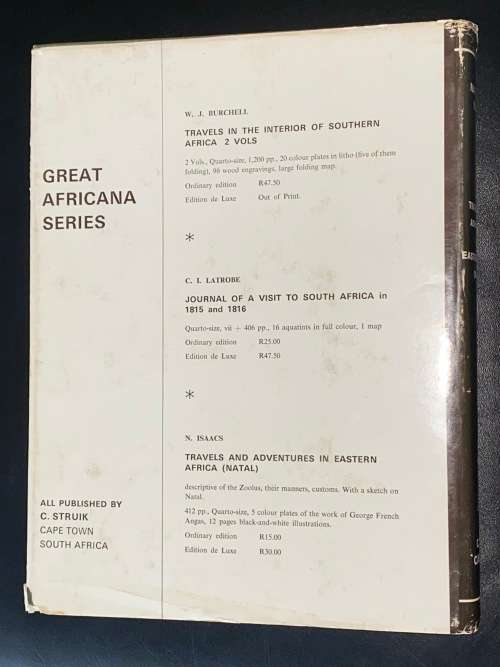 GREAT
AFRICANA
SERIES
ALL PUBLISHED BY
C. STRUIK
CAPE TOWN
SOUTH AFRICA
W. J. BURCHELL
TRAVELS IN THE INTERIOR OF SOUTHERN
AFRICA 2 VOLS
2 Vols., Quarto-size, 1,200 pp., 20 colour plates in litho (five of them
folding), 96 wood engravings, large folding map.
Ordinary edition R47.50
Edition de Luxe Out of Print.
*
C. I. LATROBE
JOURNAL OF A VISIT TO SOUTH AFRICA in
1815 and 1816
Quarto-size, vii + 406 pp., 16 aquatints in full colour, 1 map
Ordinary edition R25.00
Edition de Luxe R47.50
*
N. ISAACS
TRAVELS AND ADVENTURES IN EASTERN
AFRICA (NATAL)
descriptive of the Zoolus, their manners, customs. With a sketch on
Natal.
412 pp., Quarto-size, 5 colour plates of the work of George French
Angas, 12 pages black-and-white illustrations.
Ordinary edition R15.00
Edition de Luxe R30.00